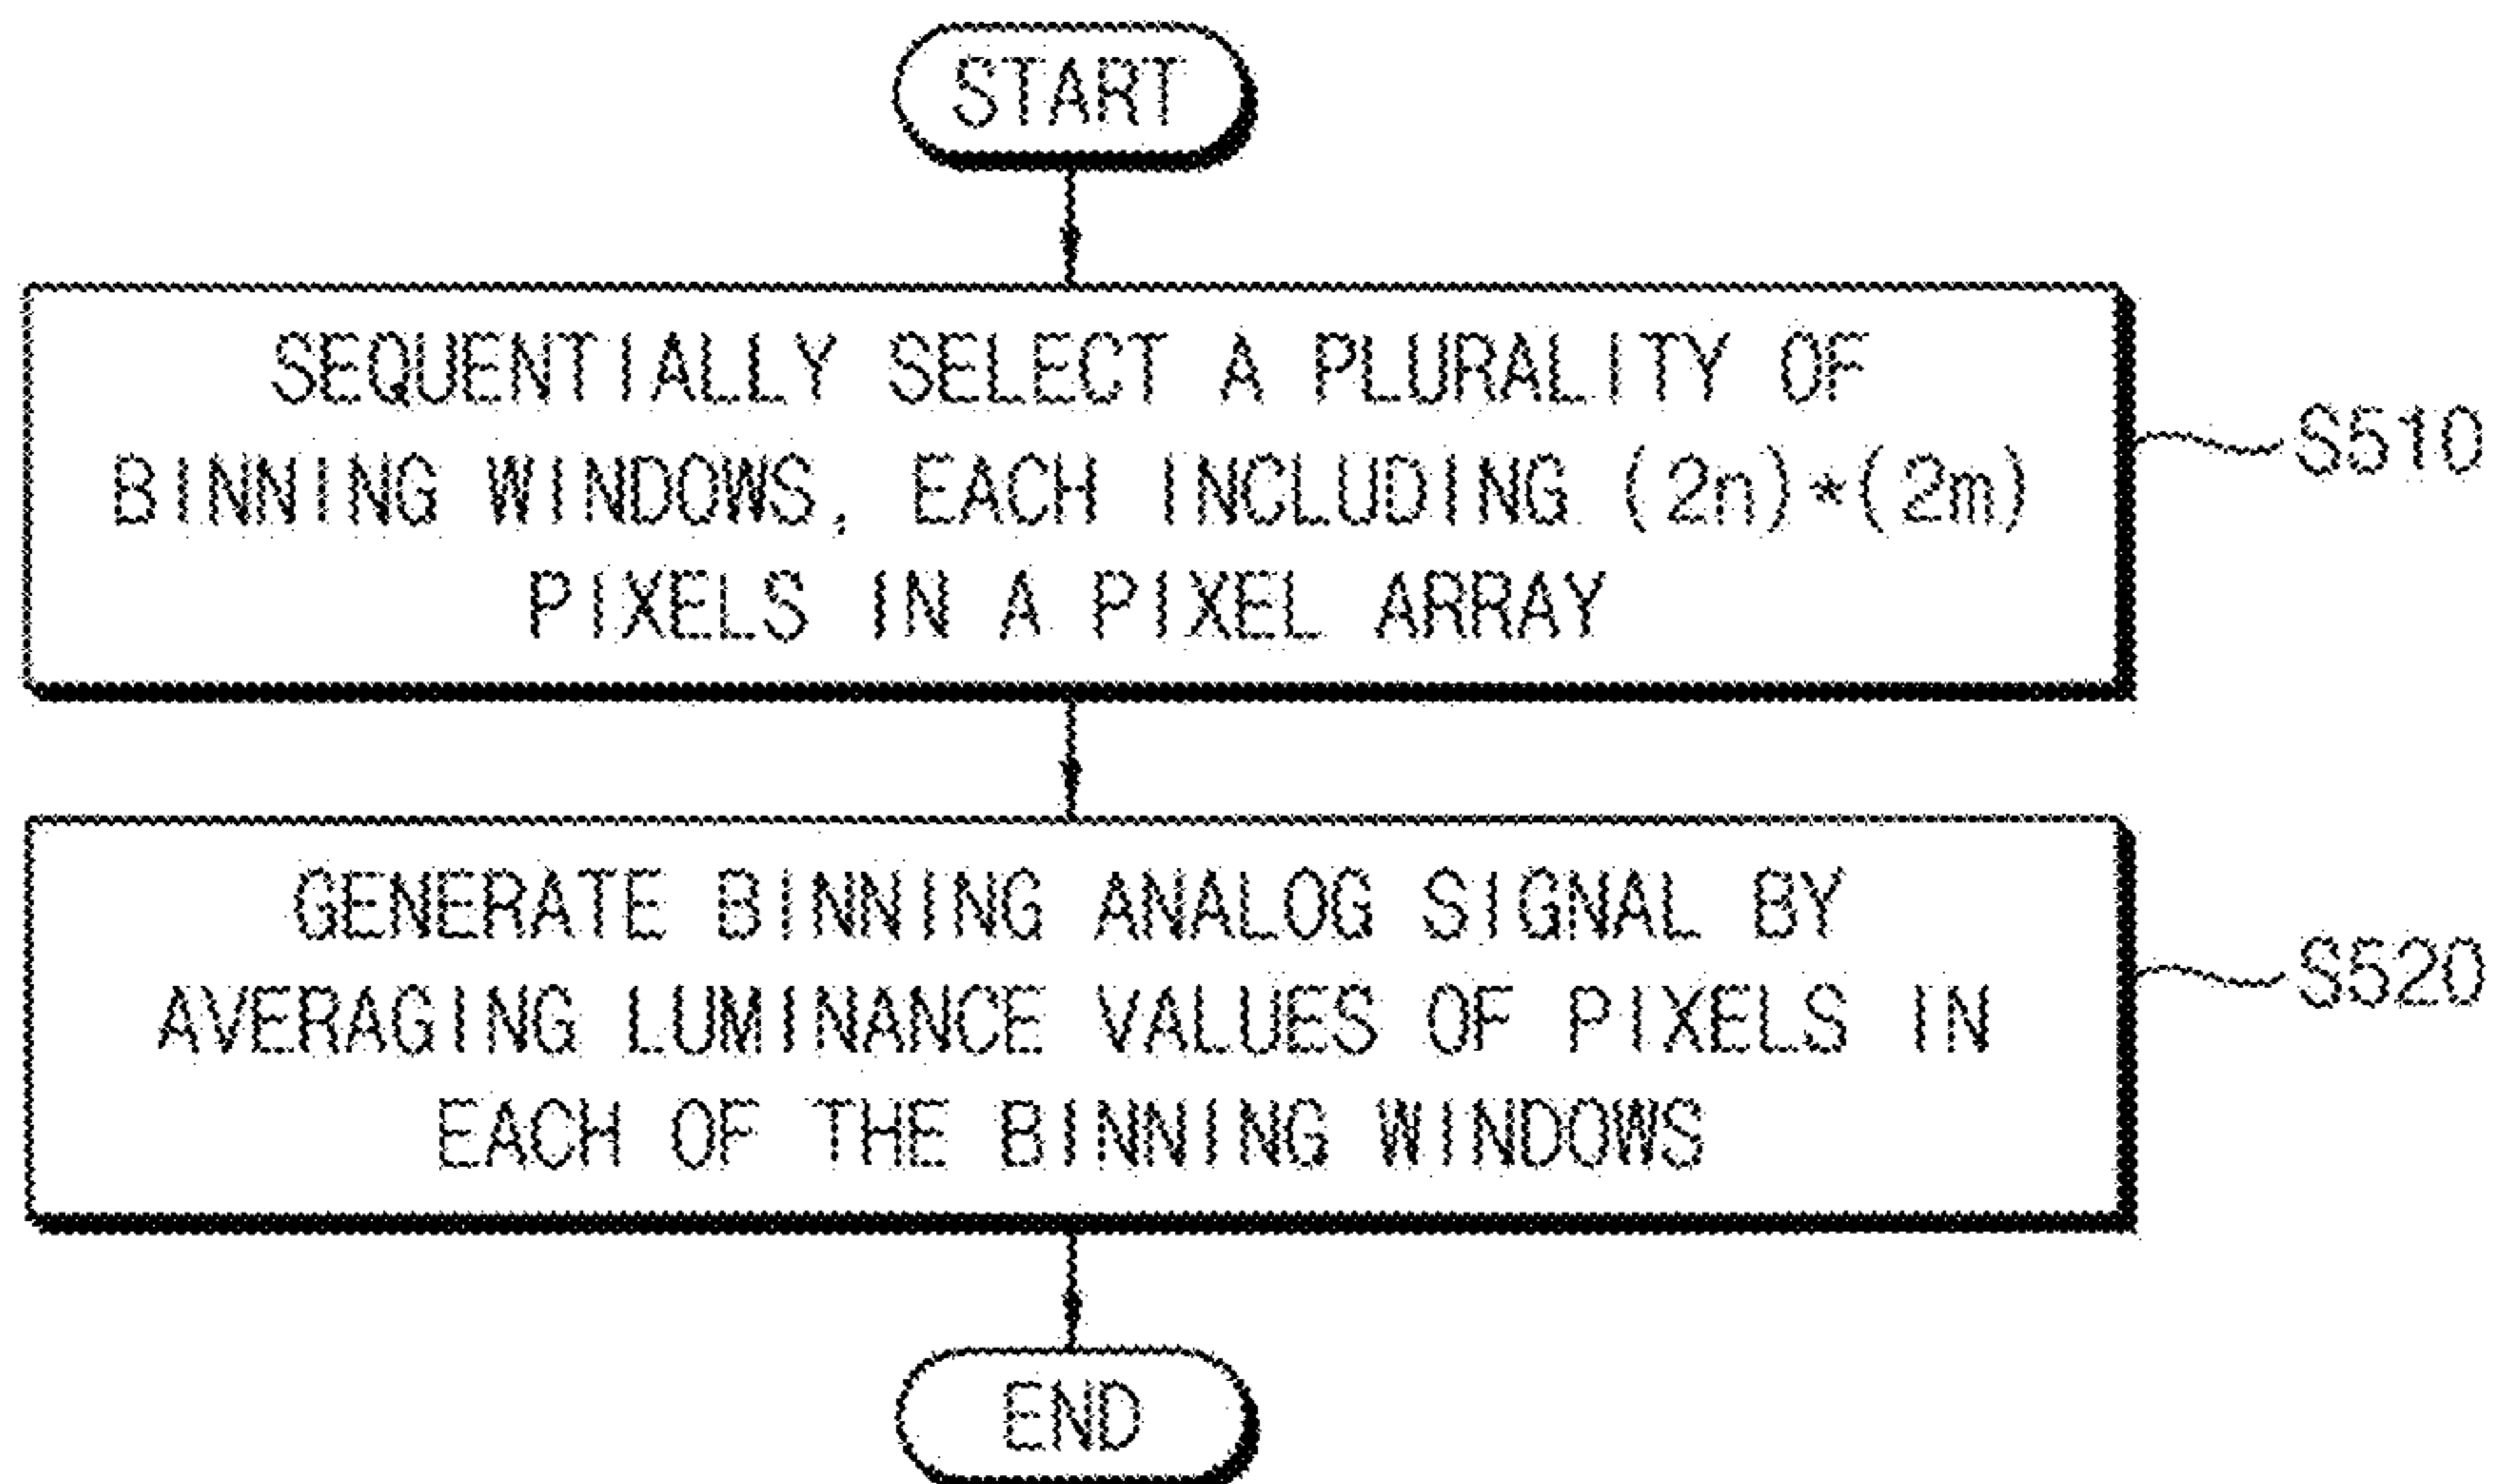 START
SEQUENTIALLY SELECT A PLURALITY OF
BINNING WINDOWS, EACH INCLUDING (2n)*(2m)
PIXELS IN A PIXEL ARRAY
S510
GENERATE BINNING ANALOG SIGNAL BY
AVERAGING LUMINANCE VALUES OF PIXELS IN
EACH OF THE BINNING WINDOWS
S520
END